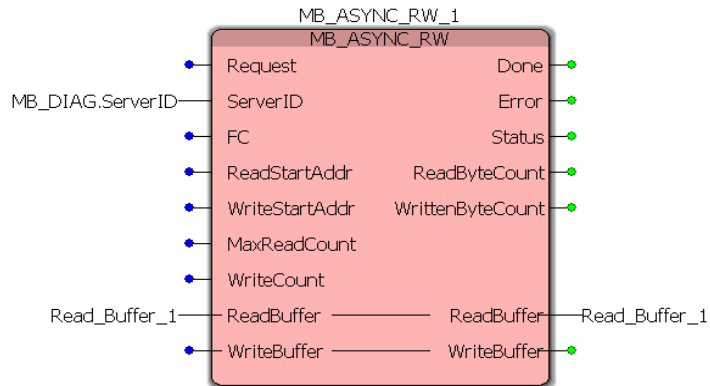 MB_ASYNC_RW_1
MB_ASYNC_RW
Request Done
MB_DIAG.ServerID ServerID Error
FC Status
ReadStartAddr ReadByteCount
WriteStartAddr WrittenByteCount
MaxReadCount
WriteCount
Read_Buffer_1 ReadBuffer ReadBuffer Read_Buffer_1
WriteBuffer WriteBuffer